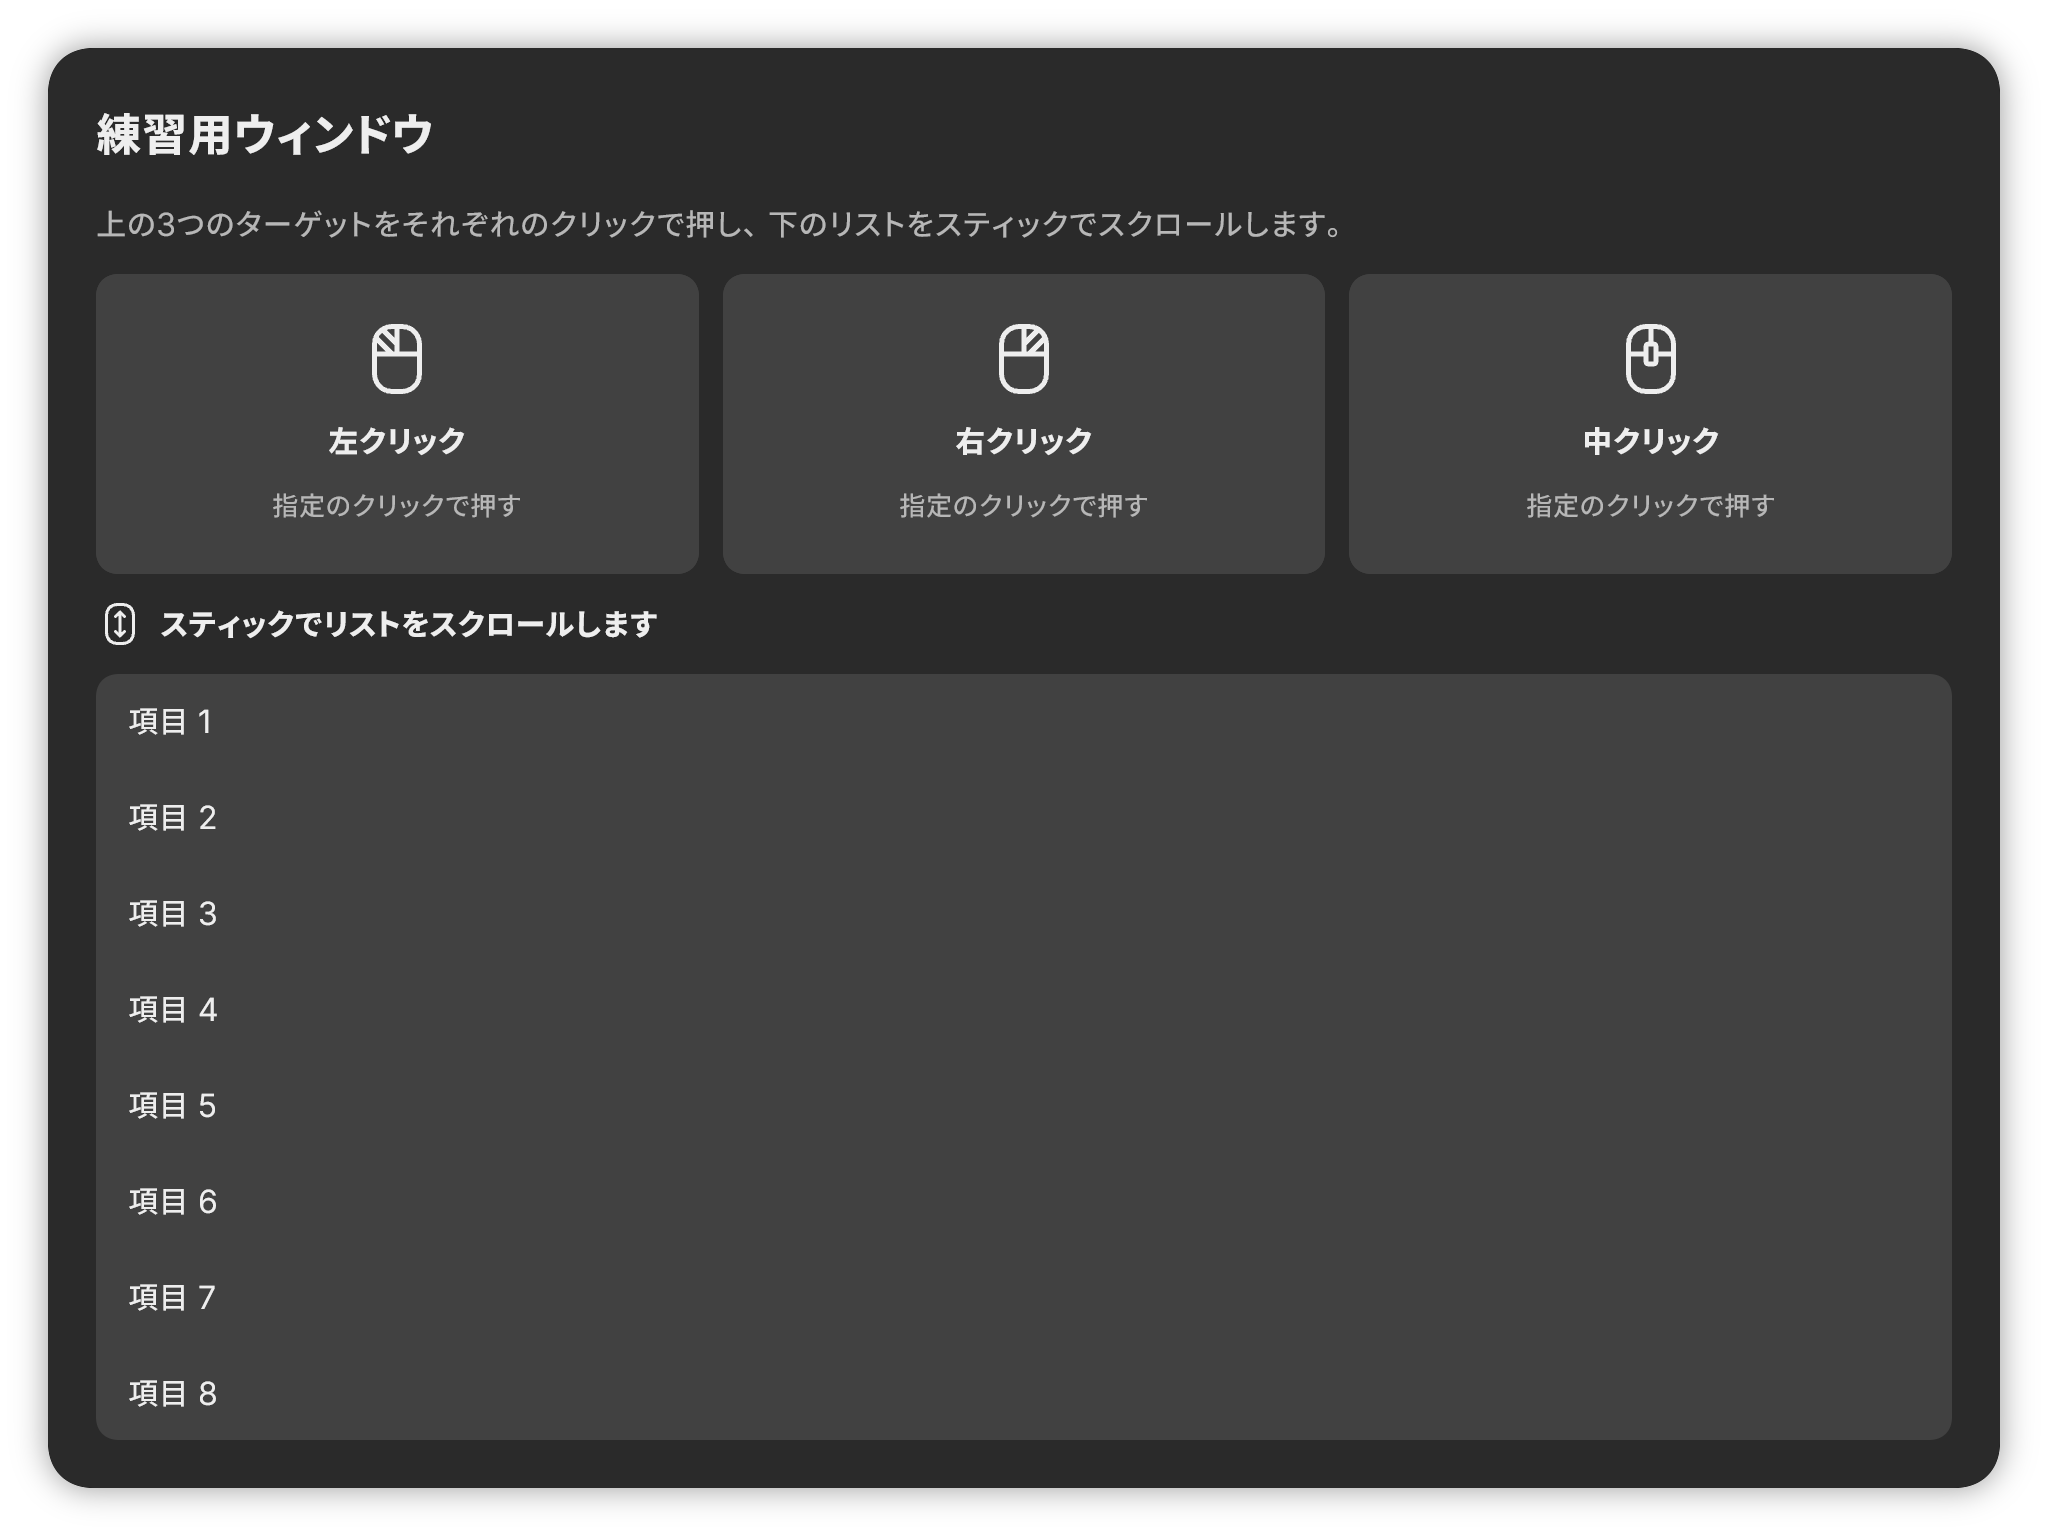 練習用ウィンドウ
上の3つのターゲットをそれぞれのクリックで押し、下のリストをスティックでスクロールします。
左クリック
指定のクリックで押す
右クリック
指定のクリックで押す
中クリック
指定のクリックで押す
スティックでリストをスクロールします
項目 1
項目 2
項目 3
項目 4
項目 5
項目 6
項目 7
項目 8